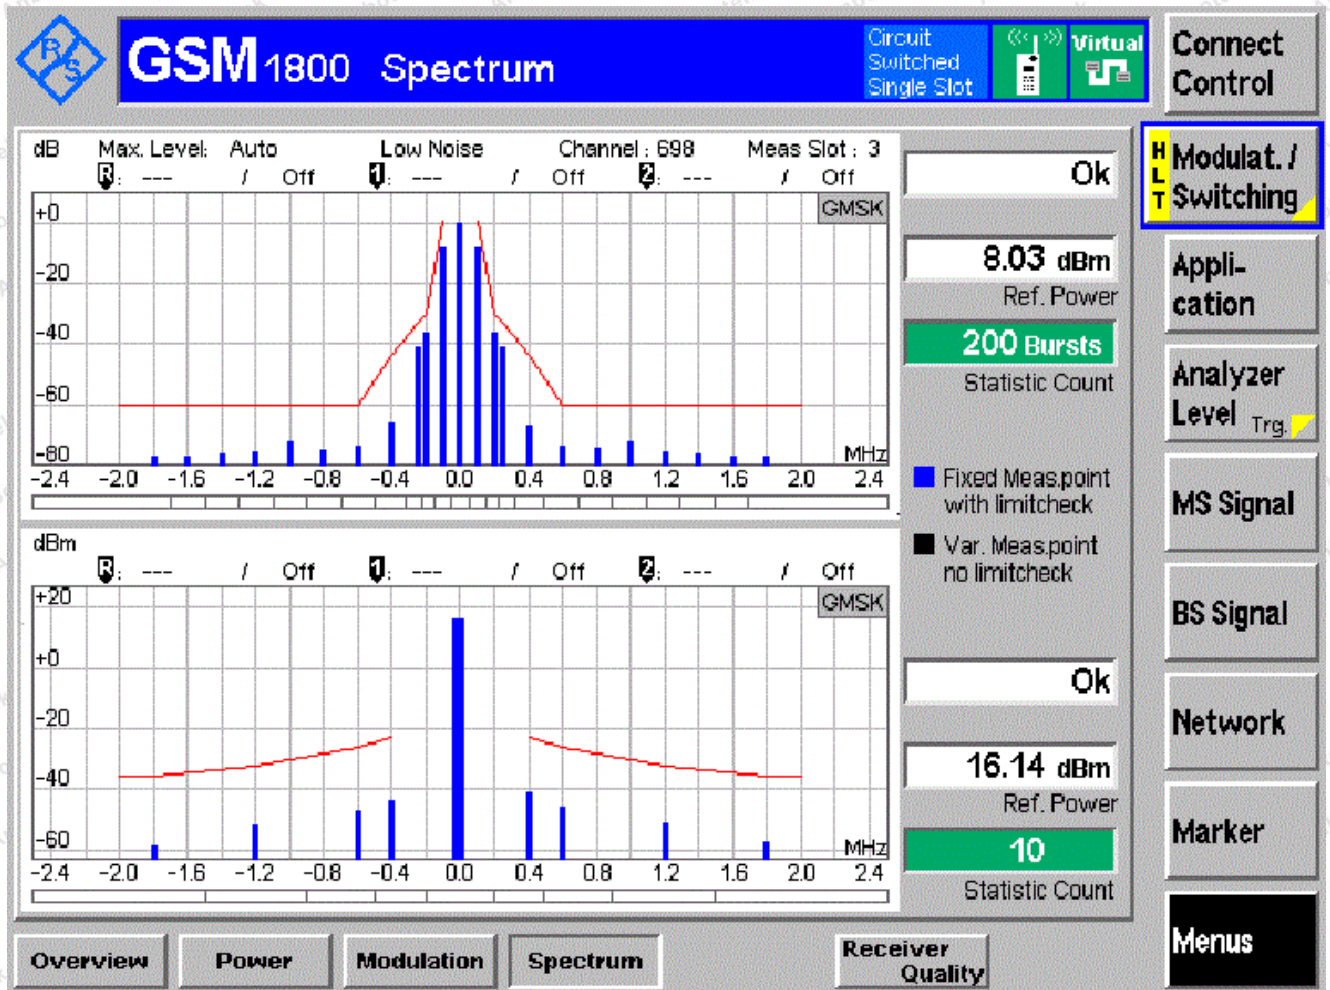 R/S
GSM 1800 Spectrum
Circuit
Switched
Single Slot
Virtual
Connect
Control
dB Max. Level: Auto Low Noise Channel : 698 Meas Slot : 3
R: --- / Off 1: --- / Off 2: --- / Off
GMSK
+0
-20
-40
-60
-80
MHz
-2.4 -2.0 -1.6 -1.2 -0.8 -0.4 0.0 0.4 0.8 1.2 1.6 2.0 2.4
Ok
8.03 dBm
Ref. Power
200 Bursts
Statistic Count
Fixed Meas.point
with limitcheck
Var. Meas.point
no limitcheck
dBm
R: --- / Off 1: --- / Off 2: --- / Off
GMSK
+20
+0
-20
-40
-60
MHz
-2.4 -2.0 -1.6 -1.2 -0.8 -0.4 0.0 0.4 0.8 1.2 1.6 2.0 2.4
Ok
16.14 dBm
Ref. Power
10
Statistic Count
HLT
Modulat. /
Switching
Appli-
cation
Analyzer
Level Trg.
MS Signal
BS Signal
Network
Marker
Menus
Overview Power Modulation Spectrum
Receiver
Quality